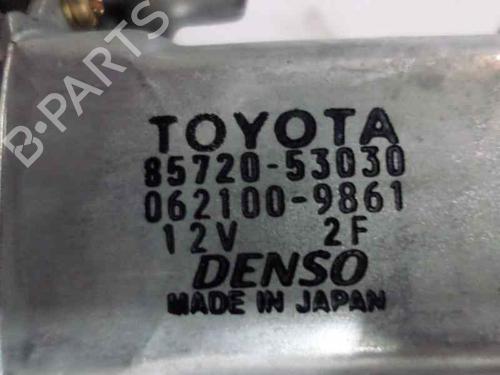 B-PARTS
TOYOTA
85720-53030
062100-9861
12V 2F
DENSO
MADE IN JAPAN